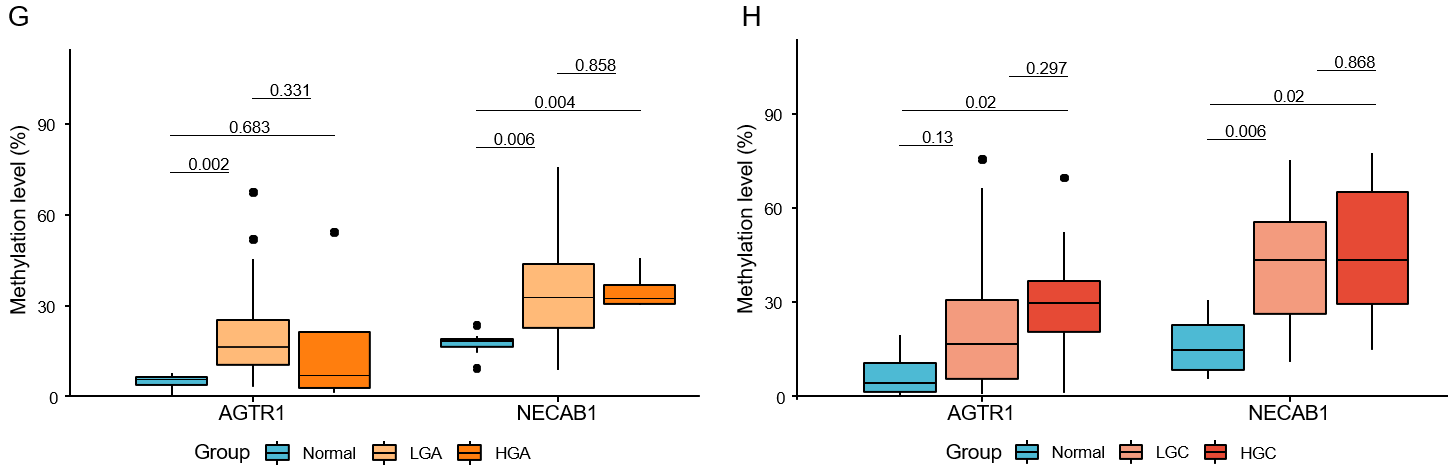 G
Methylation level (%)
90
60
30
0
0.858
0.331
0.004
0.683
0.006
0.002
AGTR1 NECAB1
Group Normal LGA HGA
H
Methylation level (%)
90
60
30
0
0.868
0.297
0.02
0.02
0.13
0.006
AGTR1 NECAB1
Group Normal LGC HGC